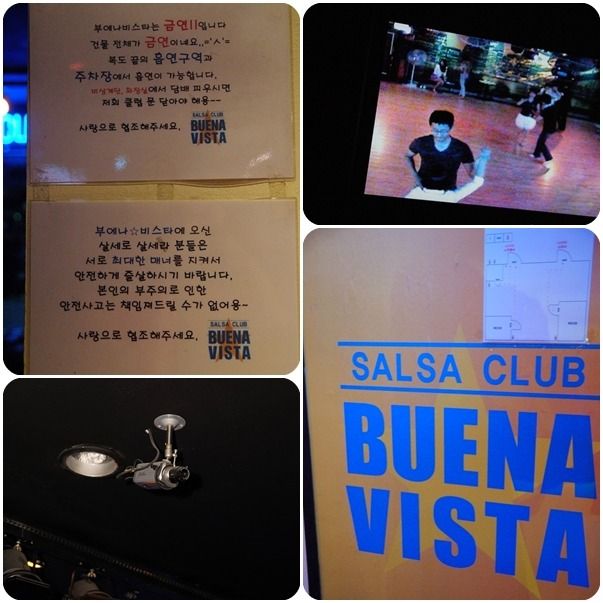 부에나비스타는 금연!!입니다
건물 전체가 금연이네요,,='ㅅ'=
복도 끝의 흡연구역과
주차장에서 흡연이 가능합니다.
비상계단, 화장실에서 담배 피우시면
저희 클럽 문 닫아야 해용~~
사랑으로 협조해주세요.
SALSA CLUB
BUENA
VISTA
부에나☆비스타에 오신
살세로 살세라 분들은
서로 최대한 매너를 지켜서
안전하게 즐살하시기 바랍니다.
본인의 부주의로 인한
안전사고는 책임져드릴 수가 없어용~
사랑으로 협조해주세요.
SALSA CLUB
BUENA
VISTA
SALSA CLUB
BUENA
VISTA